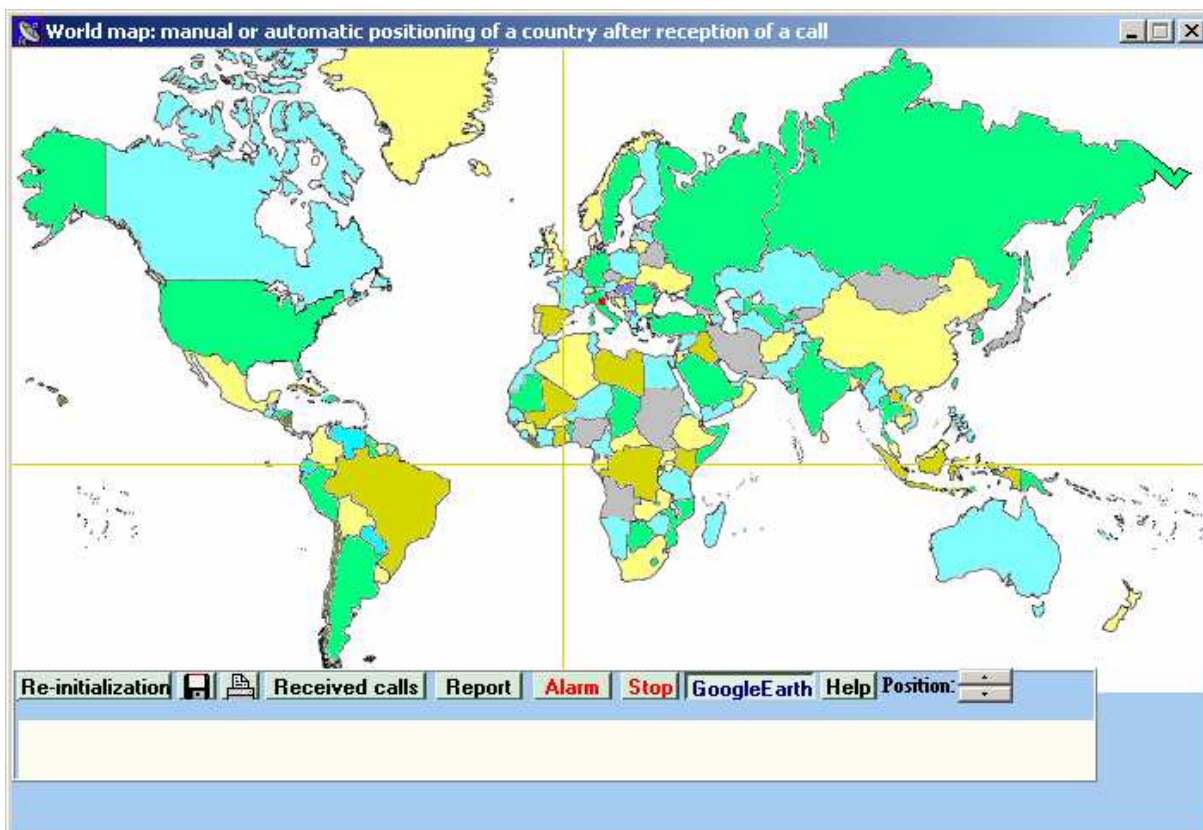 World map: manual or automatic positioning of a country after reception of a call
Re-initialization Received calls Report Alarm Stop GoogleEarth Help Position: